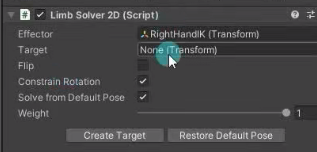 # Limb Solver 2D (Script)
Effector RightHandIK (Transform)
Target None (Transform)
Flip
Constrain Rotation
Solve from Default Pose
Weight 1
Create Target Restore Default Pose